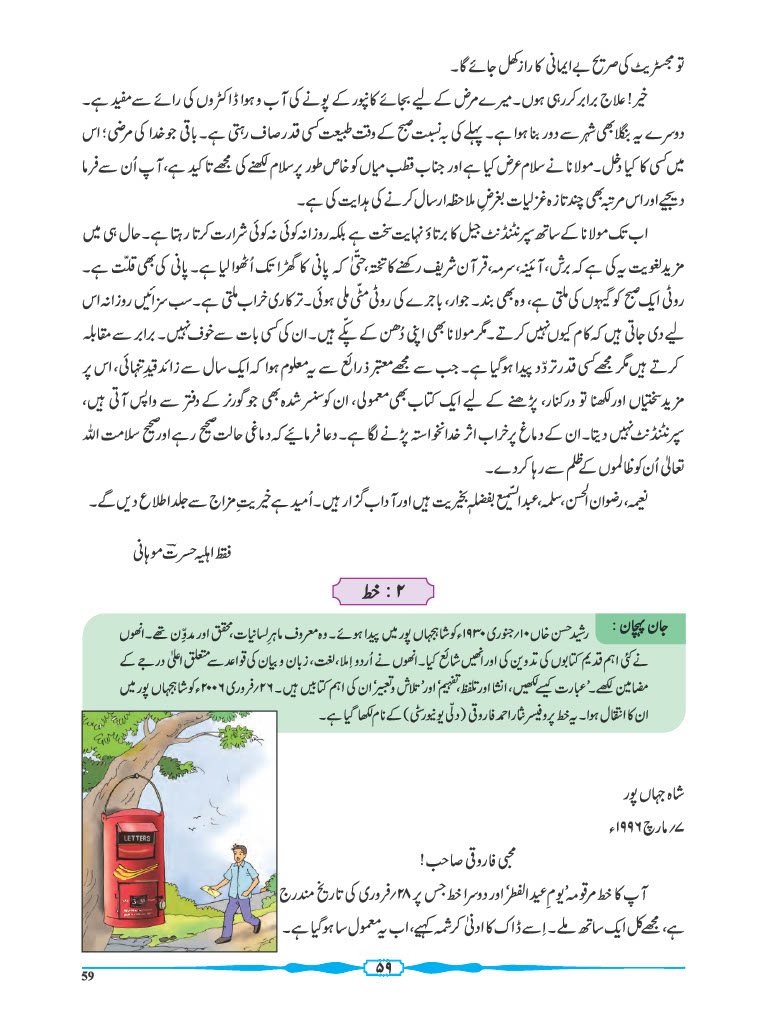 تو مجسٹریٹ کی صریح بے ایمانی کا راز کھل جائے گا۔
خیر! علاج برابر کررہی ہوں۔ میرے مرض کے لیے بجائے کانپور کے پونے کی آب و ہوا ڈاکٹروں کی رائے سے مفید ہے۔
دوسرے یہ بنگلا بھی شہر سے دور بنا ہوا ہے۔ پہلے کی بہ نسبت صبح کے وقت طبیعت کسی قدر صاف رہتی ہے۔ باقی جو خدا کی مرضی؛ اس
میں کسی کا کیا دخل۔ مولانا نے سلام عرض کیا ہے اور جناب قطب میاں کو خاص طور پر سلام لکھنے کی مجھے تاکید ہے، آپ اُن سے فرما
دیجیے اور اس مرتبہ بھی چند تازہ غزلیات بغرضِ ملاحظہ ارسال کرنے کی ہدایت کی ہے۔
اب تک مولانا کے ساتھ سپرنٹنڈنٹ جیل کا برتاؤ نہایت سخت ہے بلکہ روزانہ کوئی نہ کوئی شرارت کرتا رہتا ہے۔ حال ہی میں
مزید لغویت یہ کی ہے کہ برش، آئینہ، سرمہ، قرآن شریف رکھنے کا تختہ، حتّیٰ کہ پانی کا گھڑا تک اُٹھوا لیا ہے۔ پانی کی بھی قلّت ہے۔
روٹی ایک صبح کو گیہوں کی ملتی ہے، وہ بھی بند۔ جوار، باجرے کی روٹی مٹّی ملی ہوئی۔ ترکاری خراب ملتی ہے۔ سب سزائیں روزانہ اس
لیے دی جاتی ہیں کہ کام کیوں نہیں کرتے۔ مگر مولانا بھی اپنی دُھن کے پکّے ہیں۔ ان کی کسی بات سے خوف نہیں۔ برابر سے مقابلہ
کرتے ہیں مگر مجھے کسی قدر تردّد پیدا ہوگیا ہے۔ جب سے مجھے معتبر ذرائع سے یہ معلوم ہوا کہ ایک سال سے زائد قیدِ تنہائی، اس پر
مزید سختیاں اور لکھنا تو درکنار، پڑھنے کے لیے ایک کتاب بھی معمولی، ان کو سنسر شدہ بھی جو گورنر کے دفتر سے واپس آتی ہیں،
سپرنٹنڈنٹ نہیں دیتا۔ ان کے دماغ پر خراب اثر خدانخواستہ پڑنے لگا ہے۔ دعا فرمائیے کہ دماغی حالت صحیح رہے اور صحیح سلامت اللہ
تعالیٰ اُن کو ظالموں کے ظلم سے رہا کردے۔
نعیمہ، رضوان الحسن، سلمہ، عبدالسّمیع بفضلہٖ بخیریت ہیں اور آداب گزار ہیں۔ اُمید ہے خیریتِ مزاج سے جلد اطلاع دیں گے۔
فقط اہلیہ حسرتؔ موہانی
۲ : خط
جان پہچان : رشید حسن خاں ۱۰؍جنوری ۱۹۳۰ء کو شاہجہاں پور میں پیدا ہوئے۔ وہ معروف ماہرِ لسانیات، محقق اور مدوِّن تھے۔ انھوں
نے کئی اہم قدیم کتابوں کی تدوین کی اور انھیں شائع کیا۔ انھوں نے اُردو اِملا، لغت، زبان و بیان کی قواعد سے متعلق اعلیٰ درجے کے
مضامین لکھے۔ ’عبارت کیسے لکھیں، انشا اور تلفظ، تفہیم‘ اور ’تلاش و تعبیر‘ ان کی اہم کتابیں ہیں۔ ۲۶؍فروری ۲۰۰۶ء کو شاہجہاں پور میں
ان کا انتقال ہوا۔ یہ خط پروفیسر نثار احمد فاروقی (دلّی یونیورسٹی) کے نام لکھا گیا ہے۔
شاہ جہاں پور
۷؍مارچ ۱۹۹۶ء
محبی فاروقی صاحب!
آپ کا خط مرقومہ ’یومِ عیدالفطر‘ اور دوسرا خط جس پر ۲۸؍فروری کی تاریخ مندرج
ہے، مجھے کل ایک ساتھ ملے۔ اِسے ڈاک کا ادنیٰ کرشمہ کہیے، اب یہ معمول سا ہوگیا ہے۔
LETTERS
۵۹
59